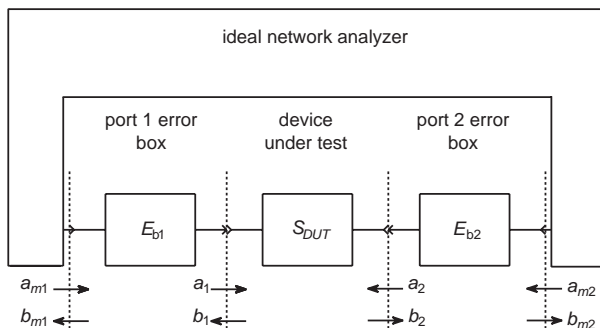 ideal network analyzer
port 1 error
box
device
under test
port 2 error
box
E_b1
S_DUT
E_b2
a_m1
a_1
a_2
a_m2
b_m1
b_1
b_2
b_m2